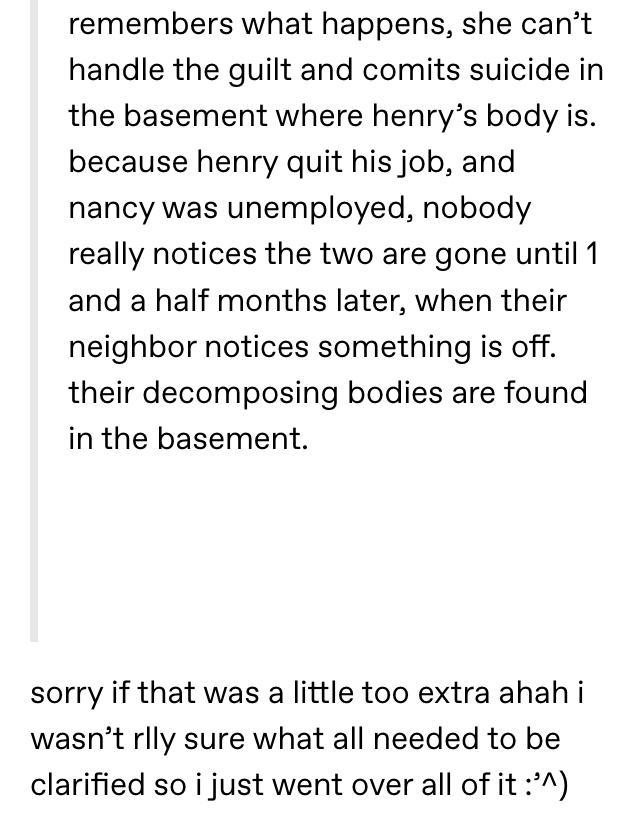 remembers what happens, she can’t
handle the guilt and comits suicide in
the basement where henry’s body is.
because henry quit his job, and
nancy was unemployed, nobody
really notices the two are gone until 1
and a half months later, when their
neighbor notices something is off.
their decomposing bodies are found
in the basement.
sorry if that was a little too extra ahah i
wasn’t rlly sure what all needed to be
clarified so i just went over all of it :’^)